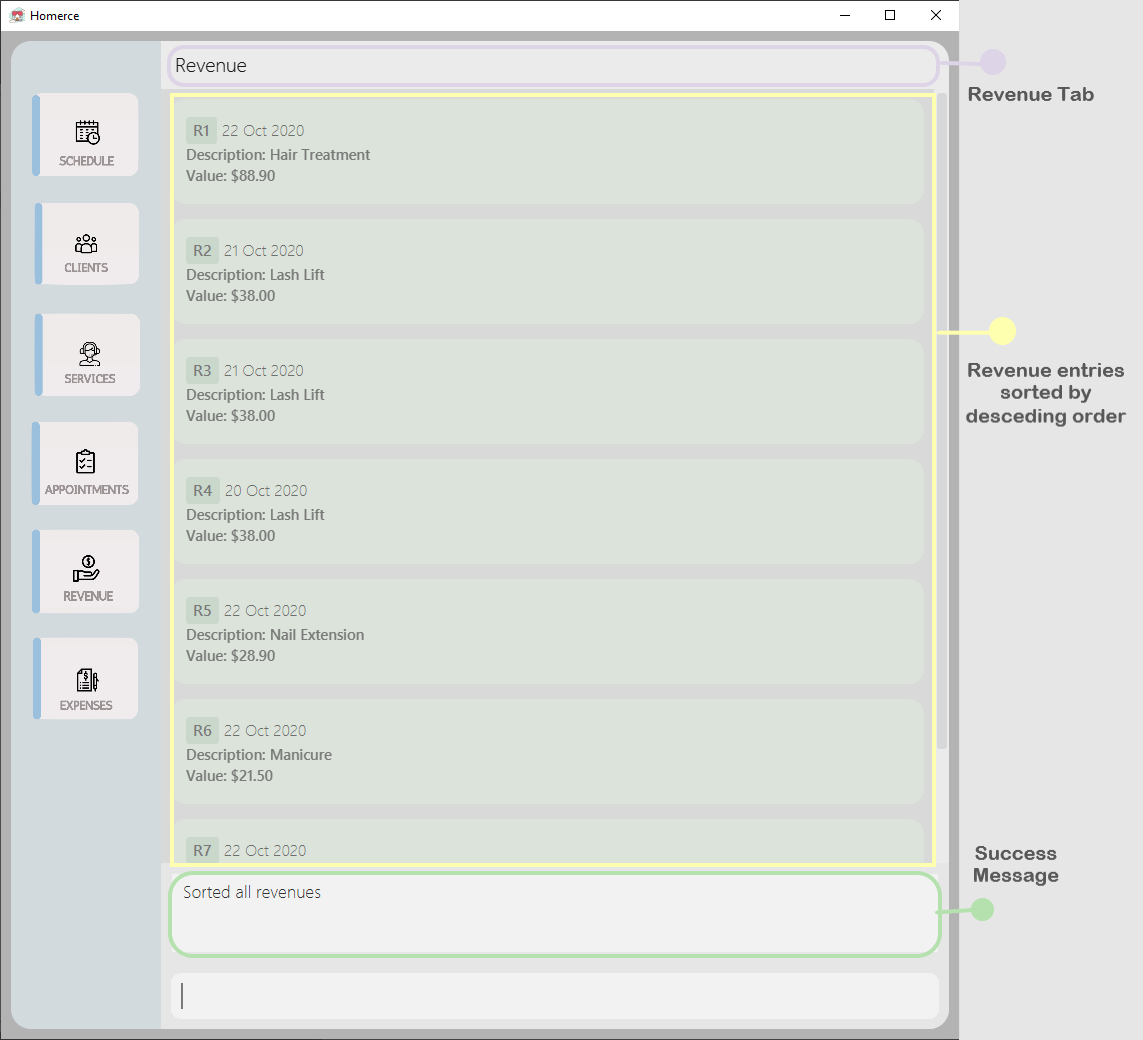 Homerce
Revenue
Revenue Tab
SCHEDULE
CLIENTS
SERVICES
APPOINTMENTS
REVENUE
EXPENSES
R1 22 Oct 2020
Description: Hair Treatment
Value: $88.90
R2 21 Oct 2020
Description: Lash Lift
Value: $38.00
R3 21 Oct 2020
Description: Lash Lift
Value: $38.00
R4 20 Oct 2020
Description: Lash Lift
Value: $38.00
R5 22 Oct 2020
Description: Nail Extension
Value: $28.90
R6 22 Oct 2020
Description: Manicure
Value: $21.50
R7 22 Oct 2020
Revenue entries
sorted by
desceding order
Success
Message
Sorted all revenues